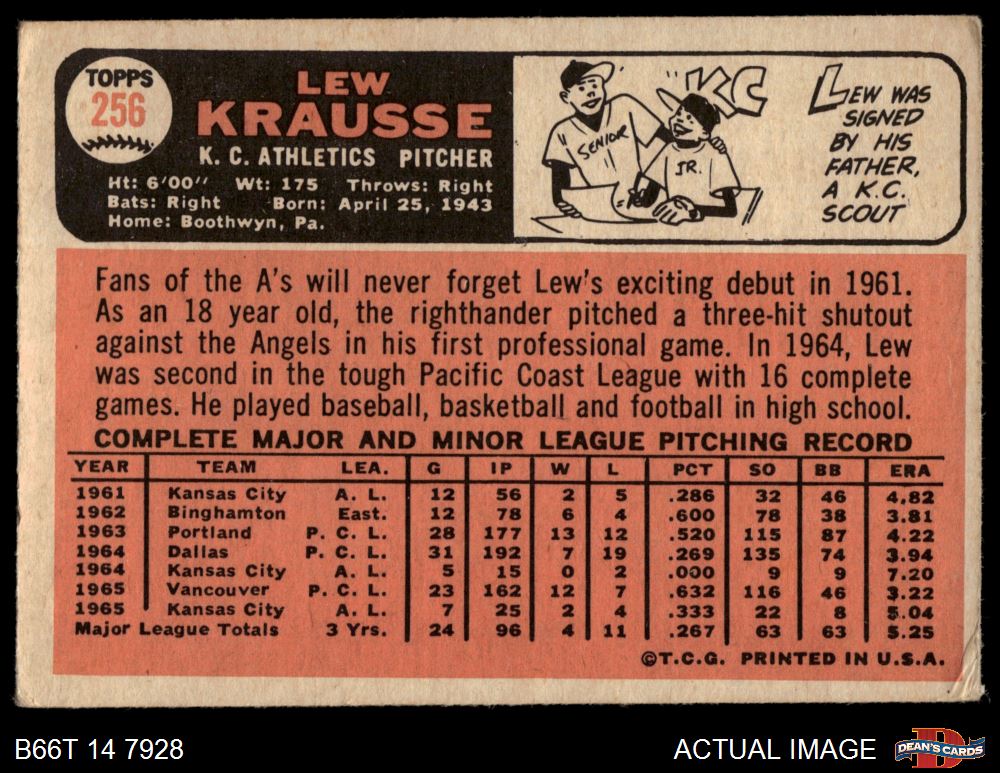 TOPPS
256
LEW
KRAUSSE
K. C. ATHLETICS PITCHER
Ht: 6'00" Wt: 175 Throws: Right
Bats: Right Born: April 25, 1943
Home: Boothwyn, Pa.
SENIOR
JR.
KC
LEW WAS
SIGNED
BY HIS
FATHER,
A K.C.
SCOUT
Fans of the A's will never forget Lew's exciting debut in 1961.
As an 18 year old, the righthander pitched a three-hit shutout
against the Angels in his first professional game. In 1964, Lew
was second in the tough Pacific Coast League with 16 complete
games. He played baseball, basketball and football in high school.
COMPLETE MAJOR AND MINOR LEAGUE PITCHING RECORD
YEAR TEAM LEA. G IP W L PCT SO BB ERA
1961 Kansas City A. L. 12 56 2 5 .286 32 46 4.82
1962 Binghamton East. 12 78 6 4 .600 78 38 3.81
1963 Portland P. C. L. 28 177 13 12 .520 115 87 4.22
1964 Dallas P. C. L. 31 192 7 19 .269 135 74 3.94
1964 Kansas City A. L. 5 15 0 2 .000 9 9 7.20
1965 Vancouver P. C. L. 23 162 12 7 .632 116 46 3.22
1965 Kansas City A. L. 7 25 2 4 .333 22 8 5.04
Major League Totals 3 Yrs. 24 96 4 11 .267 63 63 5.25
©T.C.G. PRINTED IN U.S.A.
B66T 14 7928
ACTUAL IMAGE
D
DEAN'S CARDS